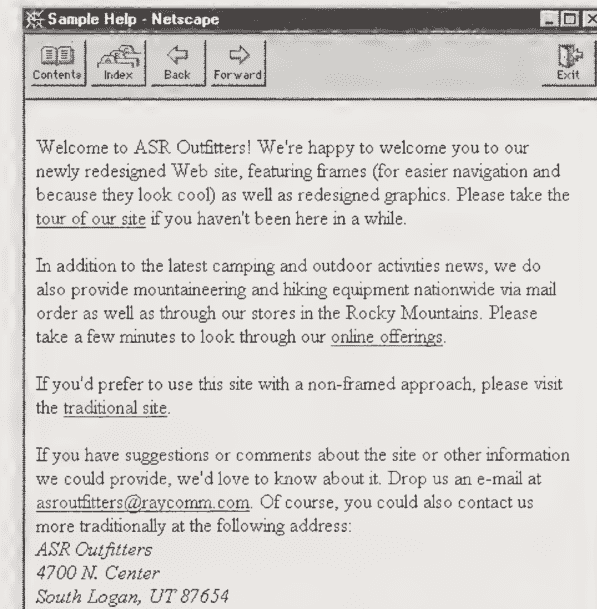 Sample Help - Netscape
Contents Index Back Forward Exit
Welcome to ASR Outfitters! We're happy to welcome you to our
newly redesigned Web site, featuring frames (for easier navigation and
because they look cool) as well as redesigned graphics. Please take the
tour of our site if you haven't been here in a while.
In addition to the latest camping and outdoor activities news, we do
also provide mountaineering and hiking equipment nationwide via mail
order as well as through our stores in the Rocky Mountains. Please
take a few minutes to look through our online offerings.
If you'd prefer to use this site with a non-framed approach, please visit
the traditional site.
If you have suggestions or comments about the site or other information
we could provide, we'd love to know about it. Drop us an e-mail at
asroutfitters@raycomm.com. Of course, you could also contact us
more traditionally at the following address:
ASR Outfitters
4700 N. Center
South Logan, UT 87654